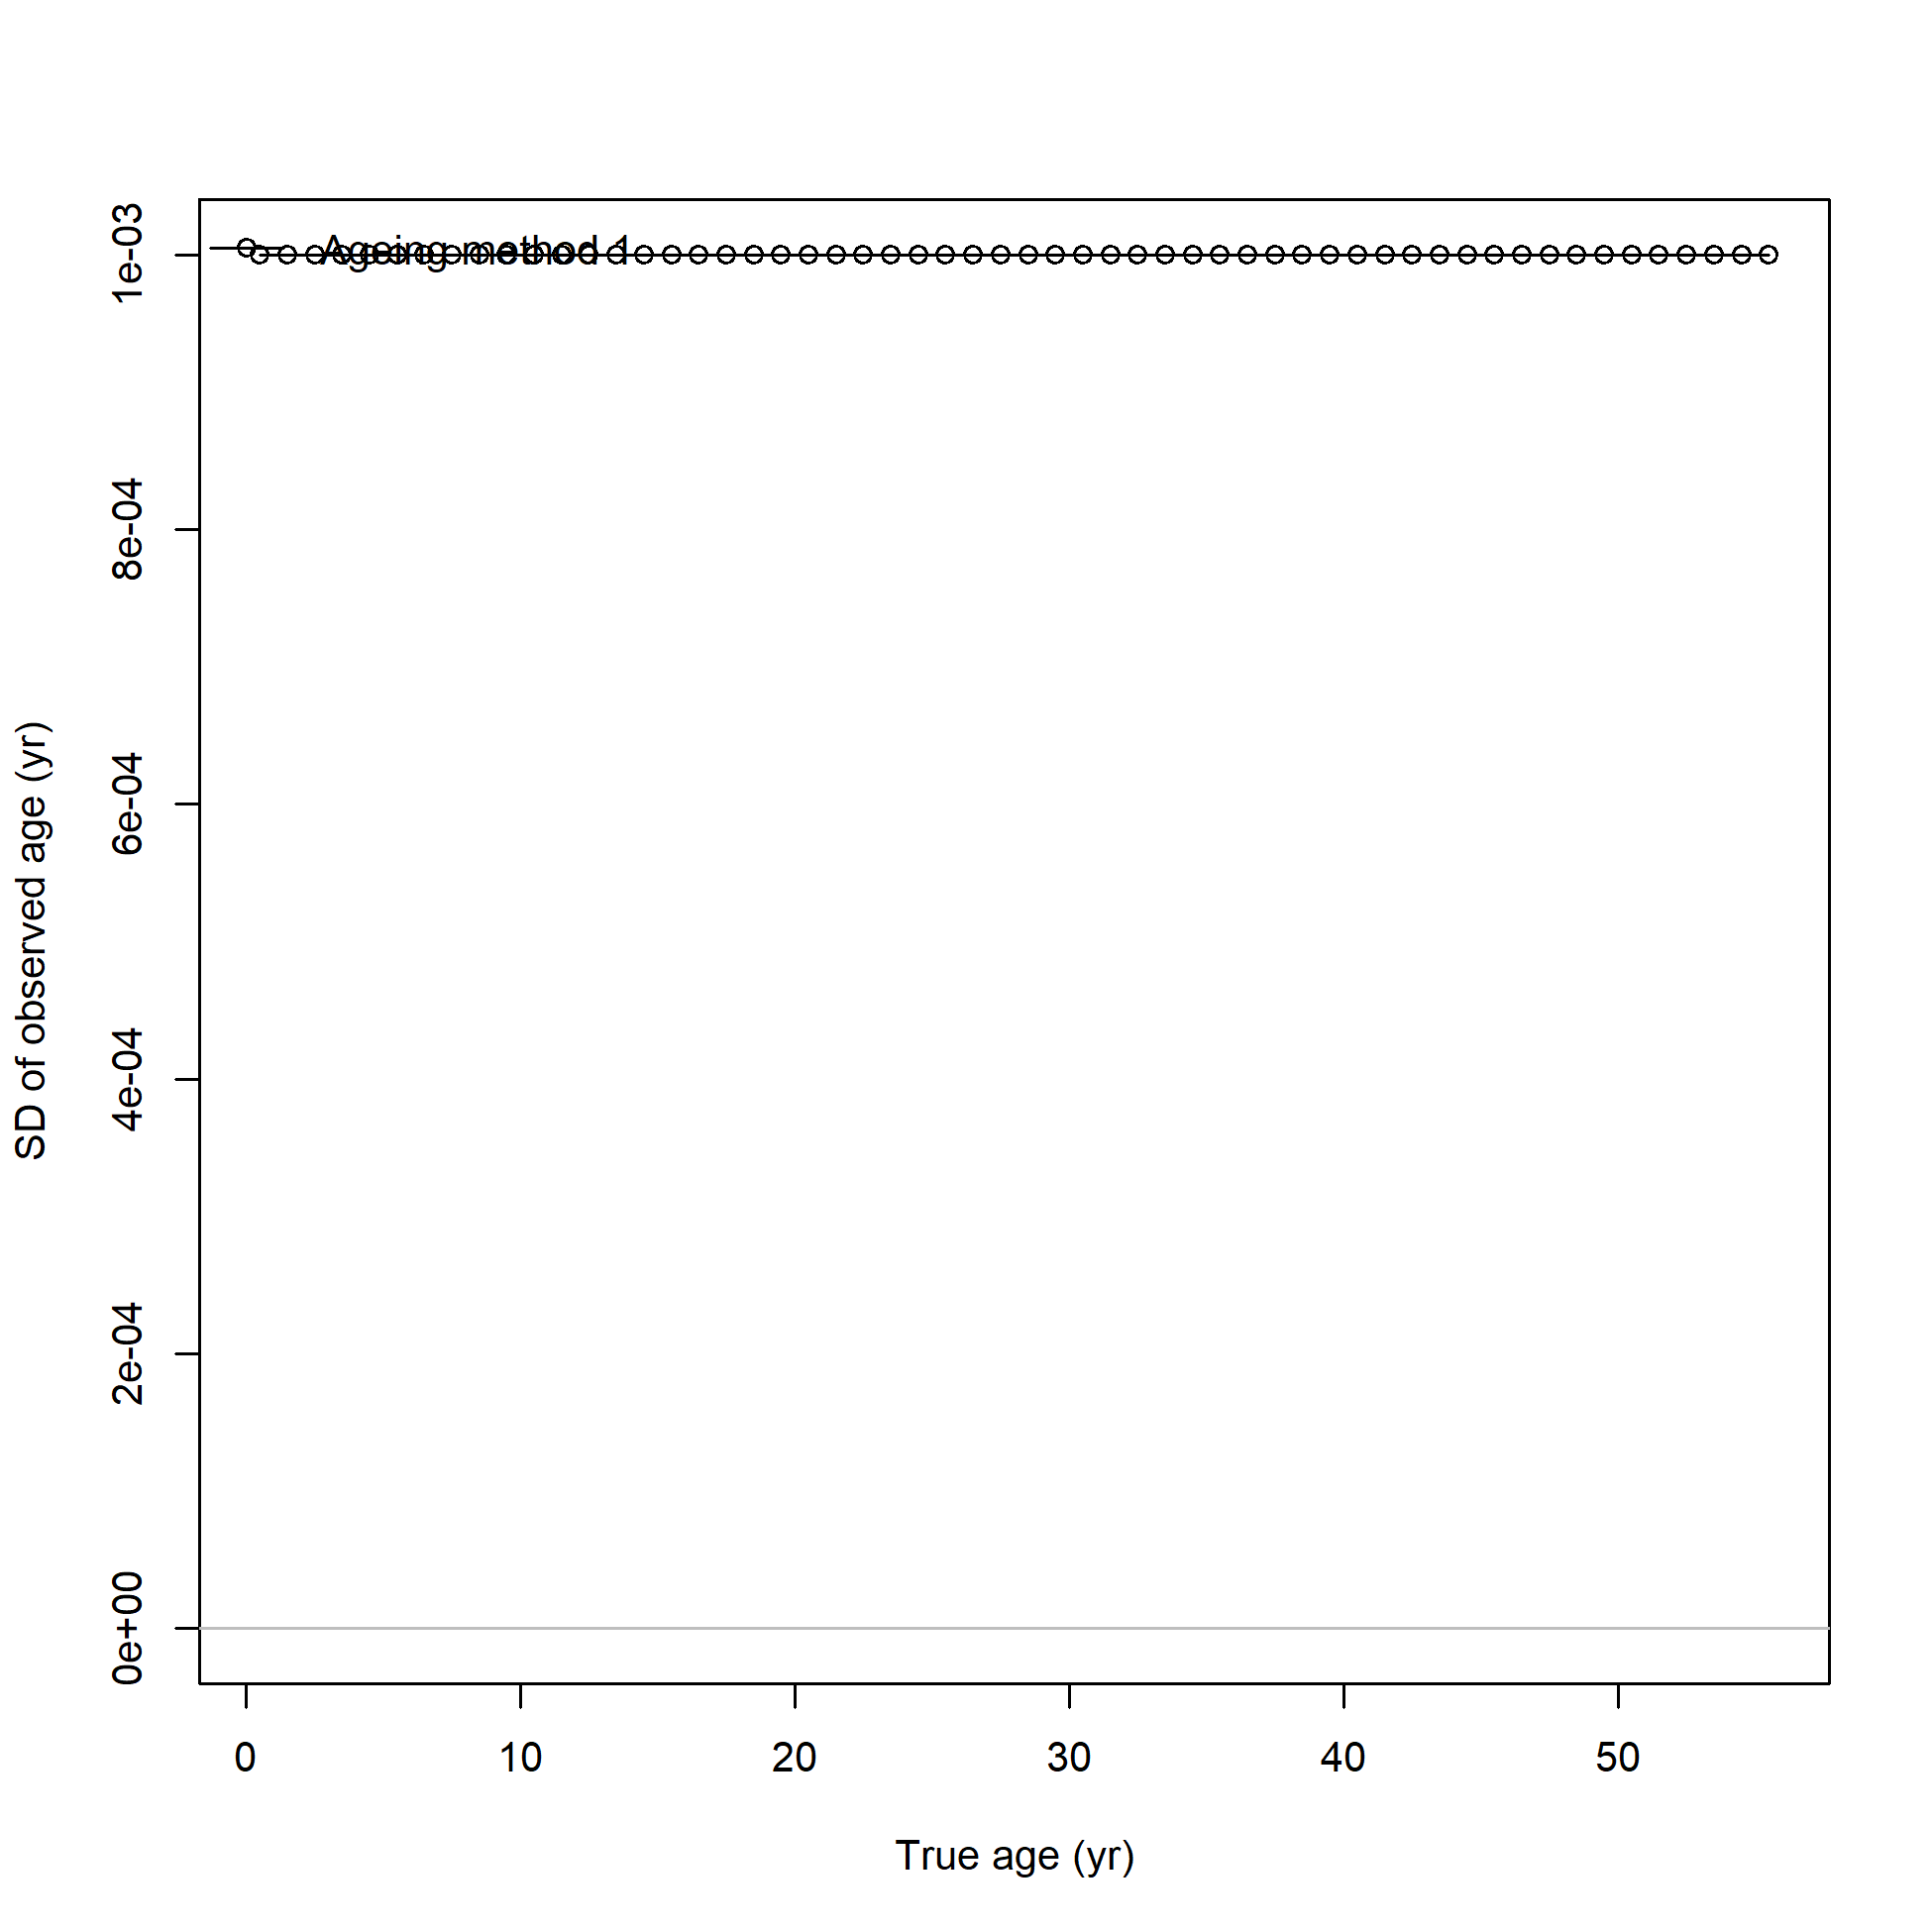 Ageing method 1
1e-03
8e-04
6e-04
4e-04
2e-04
0e+00
SD of observed age (yr)
0 10 20 30 40 50
True age (yr)